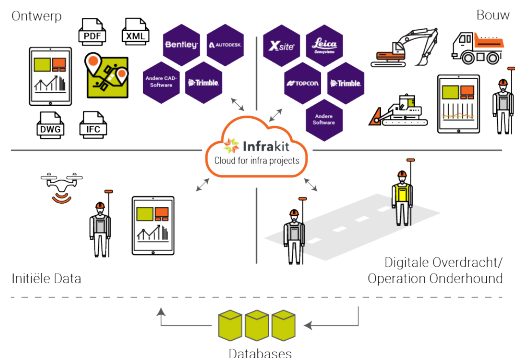 Ontwerp
Bouw
PDF
XML
Bentley
AUTODESK
Xsite
Leica
Geosystems
Andere CAD-
Software
Trimble
TOPCON
Trimble
Andere
Software
DWG
IFC
Infrakit
Cloud for infra projects
Initiële Data
Digitale Overdracht/
Operation Onderhound
Databases